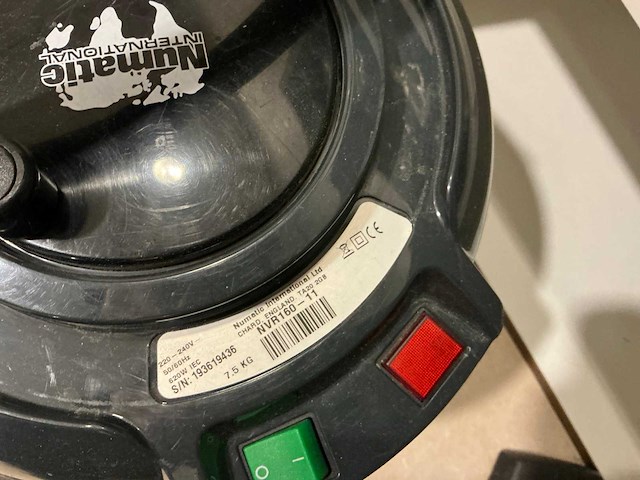 Numatic
INTERNATIONAL
Numatic International Ltd
CHARD, ENGLAND, TA20 2GB
NVR160-11
220-240V~
50/60Hz
620W IEC
S/N: 193619436
7.5 KG
CE
O I